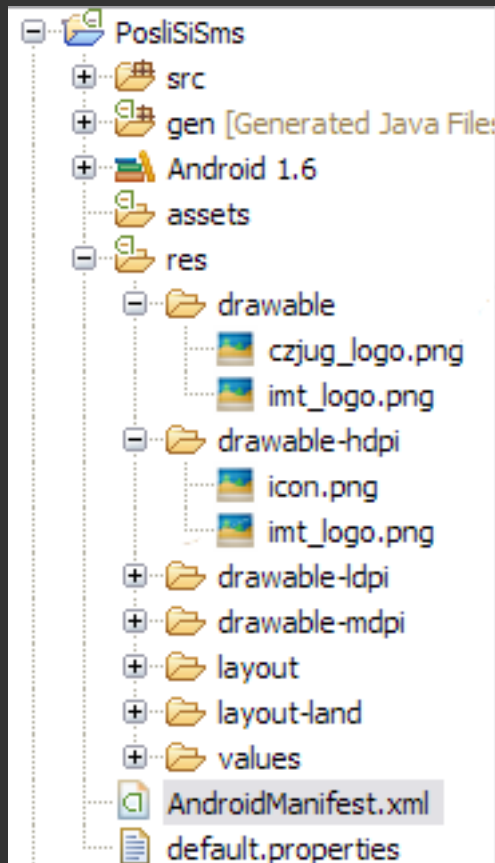 PosliSiSms
src
gen [Generated Java Files
Android 1.6
assets
res
drawable
czjug_logo.png
imt_logo.png
drawable-hdpi
icon.png
imt_logo.png
drawable-ldpi
drawable-mdpi
layout
layout-land
values
AndroidManifest.xml
default.properties